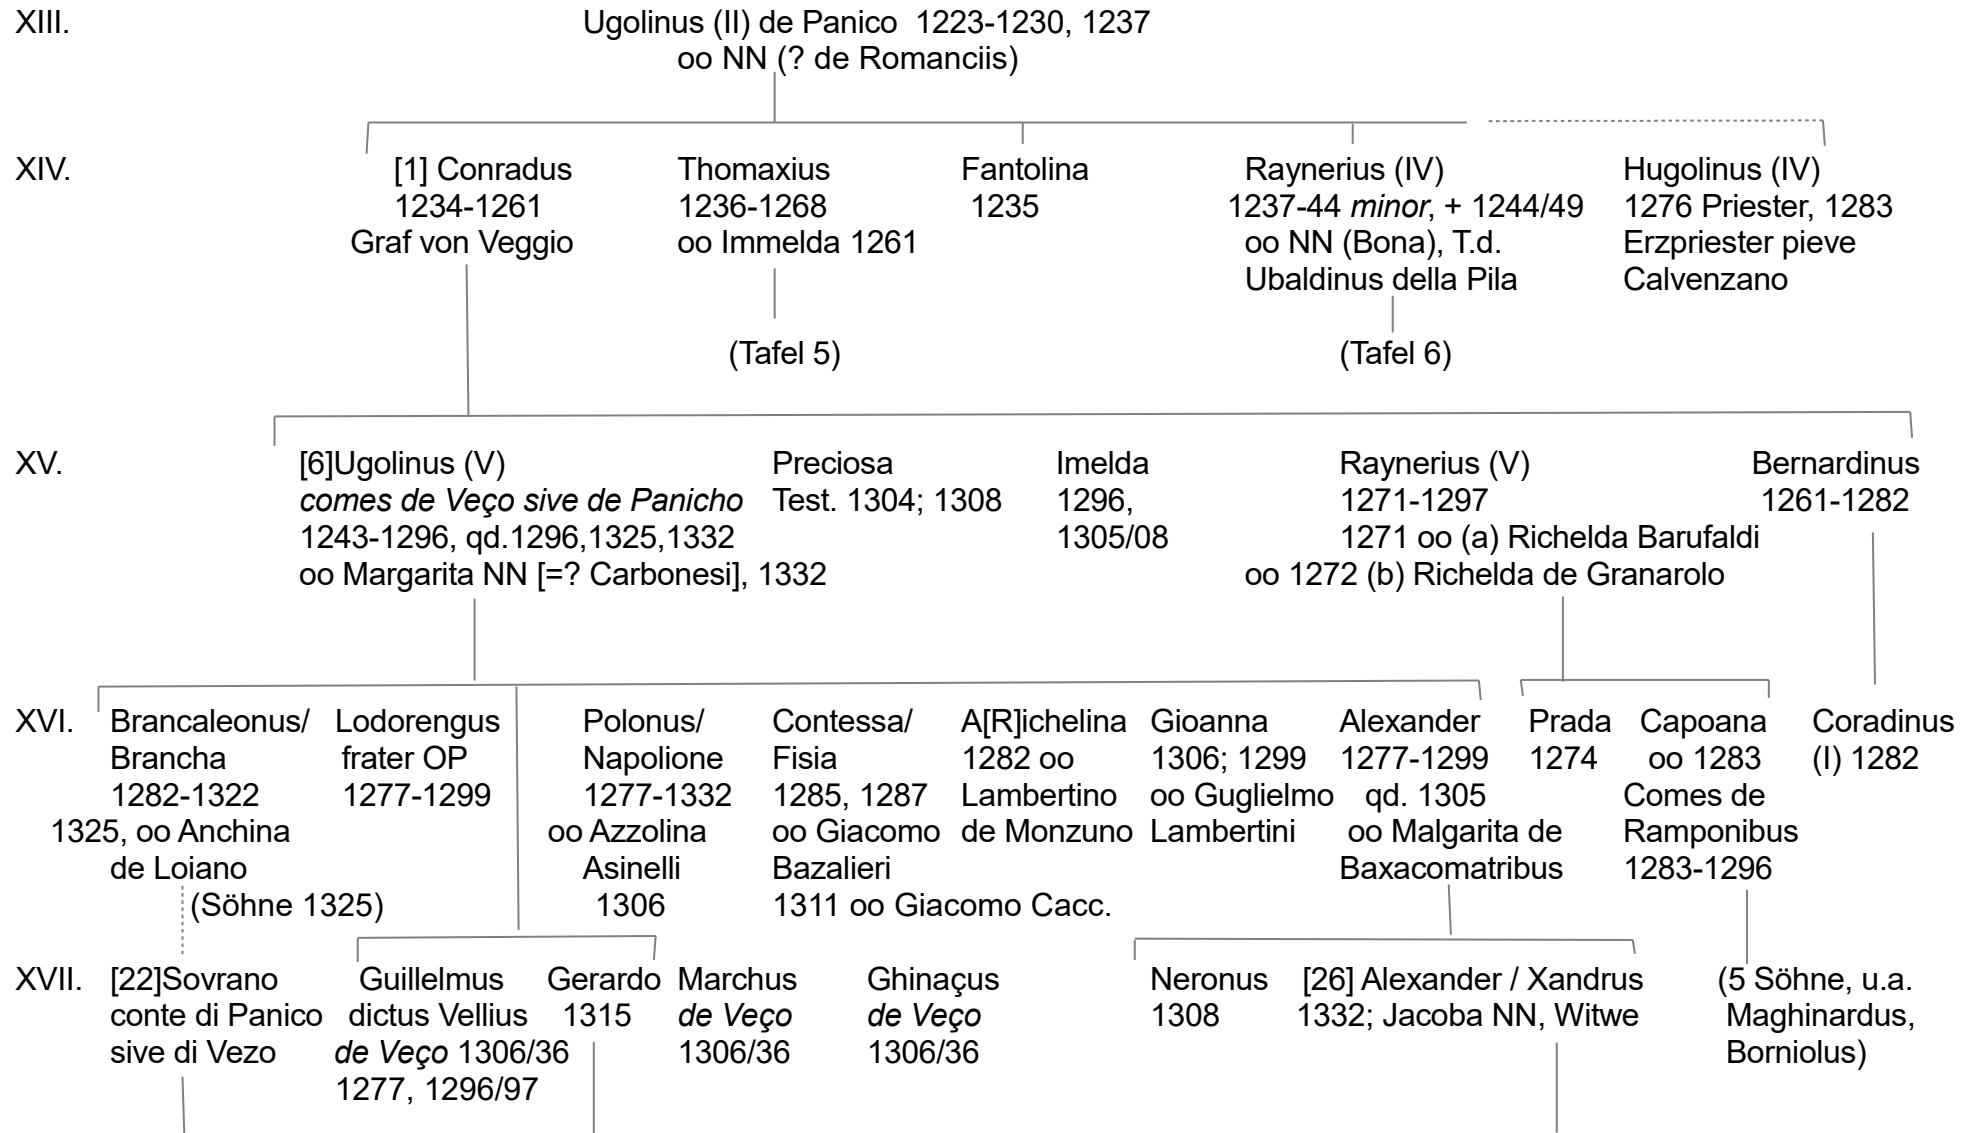 XIII. Ugolinus (II) de Panico 1223-1230, 1237
oo NN (? de Romanciis)
XIV. [1] Conradus Thomaxius Fantolina Raynerius (IV) Hugolinus (IV)
1234-1261 1236-1268 1235 1237-44 minor, + 1244/49 1276 Priester, 1283
Graf von Veggio oo Immelda 1261 oo NN (Bona), T.d. Erzpriester pieve
Ubaldinus della Pila Calvenzano
(Tafel 5) (Tafel 6)
XV. [6]Ugolinus (V) Preciosa Imelda Raynerius (V) Bernardinus
comes de Veço sive de Panicho Test. 1304; 1308 1296, 1271-1297 1261-1282
1243-1296, qd.1296,1325,1332 1305/08 1271 oo (a) Richelda Barufaldi
oo Margarita NN [=? Carbonesi], 1332 oo 1272 (b) Richelda de Granarolo
XVI. Brancaleonus/ Lodorengus Polonus/ Contessa/ A[R]ichelina Gioanna Alexander Prada Capoana Coradinus
Brancha frater OP Napolione Fisia 1282 oo 1306; 1299 1277-1299 1274 oo 1283 (I) 1282
1282-1322 1277-1299 1277-1332 1285, 1287 Lambertino oo Guglielmo qd. 1305 Comes de
1325, oo Anchina oo Azzolina oo Giacomo de Monzuno Lambertini oo Malgarita de Ramponibus
de Loiano Asinelli Bazalieri Baxacomatribus 1283-1296
(Söhne 1325) 1306 1311 oo Giacomo Cacc.
XVII. [22]Sovrano Guillelmus Gerardo Marchus Ghinaçus Neronus [26] Alexander / Xandrus (5 Söhne, u.a.
conte di Panico dictus Vellius 1315 de Veço de Veço 1308 1332; Jacoba NN, Witwe Maghinardus,
sive di Vezo de Veço 1306/36 1306/36 1306/36 Borniolus)
1277, 1296/97